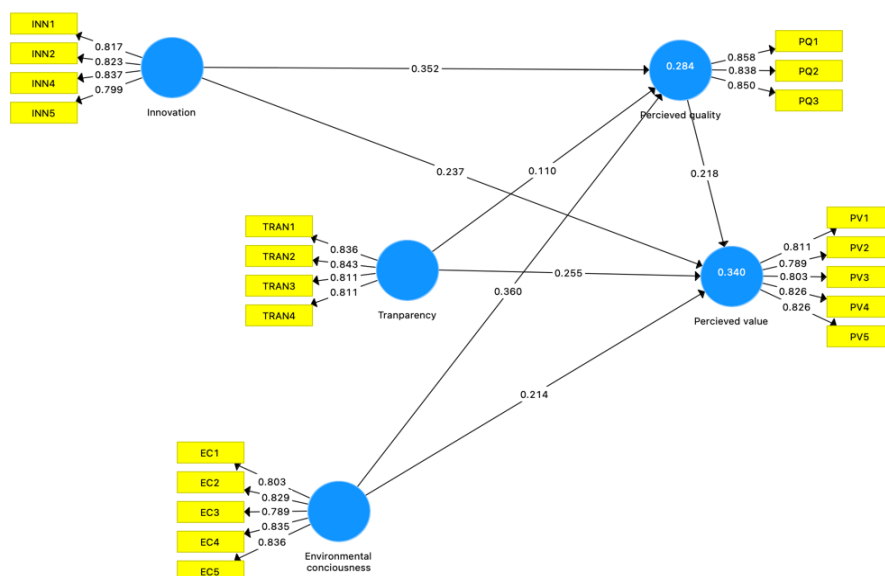 INN1
INN2
INN4
INN5
0.817
0.823
0.837
0.799
Innovation
0.352
0.237
0.284
Percieved quality
0.858
0.838
0.850
PQ1
PQ2
PQ3
0.110
0.218
TRAN1
TRAN2
TRAN3
TRAN4
0.836
0.843
0.811
0.811
Tranparency
0.255
0.360
0.340
Percieved value
0.811
0.789
0.803
0.826
0.826
PV1
PV2
PV3
PV4
PV5
0.214
EC1
EC2
EC3
EC4
EC5
0.803
0.829
0.789
0.835
0.836
Environmental
conciousness